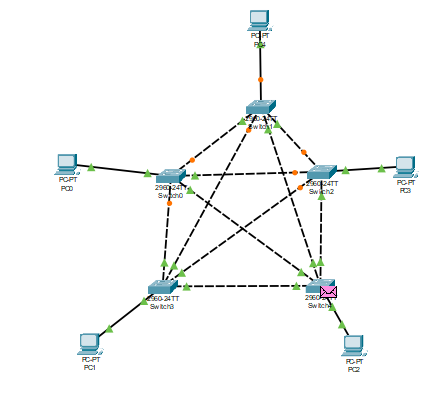 PC-PT
PC4
2960-24TT
Switch1
PC-PT
PC0
2960-24TT
Switch0
2960-24TT
Switch2
PC-PT
PC3
2960-24TT
Switch3
2960-24TT
Switch4
PC-PT
PC1
PC-PT
PC2